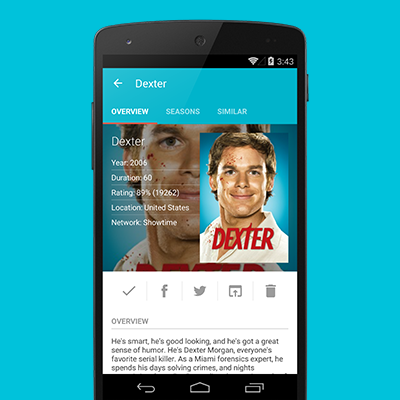 3:43
Dexter
OVERVIEW SEASONS SIMILAR
Dexter
Year: 2006
Duration: 60
Rating: 89% (19262)
Location: United States
Network: Showtime
DEXTER
OVERVIEW
He's smart, he's good looking, and he's got a great
sense of humor. He's Dexter Morgan, everyone's
favorite serial killer. As a Miami forensics expert, he
spends his days solving crimes, and nights